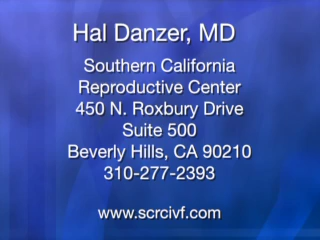 Hal Danzer, MD
Southern California
Reproductive Center
450 N. Roxbury Drive
Suite 500
Beverly Hills, CA 90210
310-277-2393
www.scrcivf.com